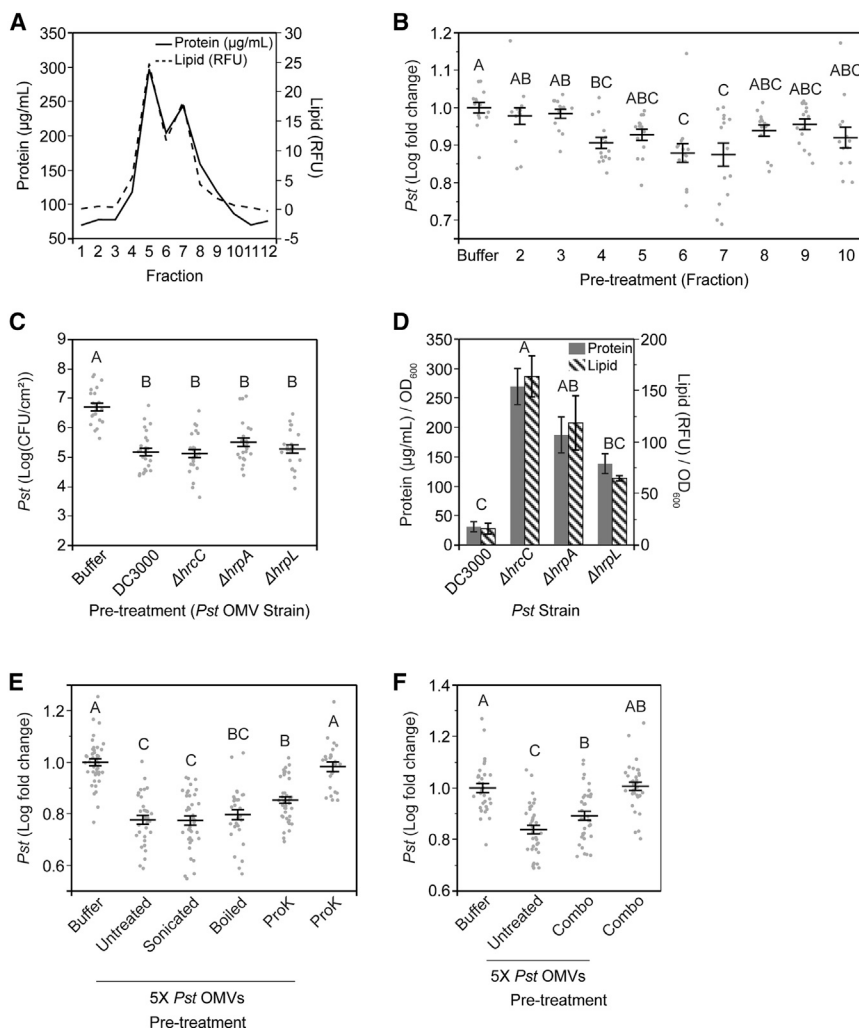 A
Protein (µg/mL)
Lipid (RFU)
Protein (µg/mL)
350
300
250
200
150
100
50
30
25
20
15
10
5
0
-5
Lipid (RFU)
1 2 3 4 5 6 7 8 9 10 11 12
Fraction
B
Pst (Log fold change)
1.2
1.1
1.0
0.9
0.8
0.7
A AB AB BC ABC C C ABC ABC ABC
Buffer 2 3 4 5 6 7 8 9 10
Pre-treatment (Fraction)
C
Pst (Log(CFU/cm²))
9
8
7
6
5
4
3
2
A B B B B
Buffer DC3000 ΔhrcC ΔhrpA ΔhrpL
Pre-treatment (Pst OMV Strain)
D
Protein (µg/mL) / OD600
350
300
250
200
150
100
50
0
Protein
Lipid
C A AB BC
200
150
100
50
0
Lipid (RFU) / OD600
DC3000 ΔhrcC ΔhrpA ΔhrpL
Pst Strain
E
Pst (Log fold change)
1.2
1.0
0.8
0.6
A C C BC B A
Buffer Untreated Sonicated Boiled ProK ProK
5X Pst OMVs
Pre-treatment
F
Pst (Log fold change)
1.4
1.2
1.0
0.8
0.6
A C B AB
Buffer Untreated Combo Combo
5X Pst OMVs
Pre-treatment